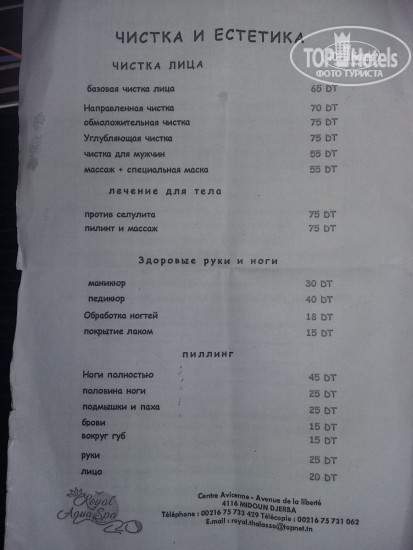 ЧИСТКА И ЕСТЕТИКА
TOP Hotels
ФОТО ТУРИСТА
ЧИСТКА ЛИЦА
базовая чистка лица 65 DT
Направленная чистка 70 DT
обмоложительная чистка 75 DT
Углубляющая чистка 75 DT
чистка для мужчин 55 DT
массаж + специальная маска 55 DT
лечение для тела
против селулита 75 DT
пилинт и массаж 75 DT
Здоровые руки и ноги
маникюр 30 DT
педикюр 40 DT
Обработка ногтей 18 DT
покрытие лаком 15 DT
пиллинг
Ноги полностью 45 DT
половина ноги 25 DT
подмышки и паха 25 DT
брови 15 DT
вокруг губ 15 DT
руки 25 DT
лицо 20 DT
Royal
Aqua Spa
Centre Avicenne - Avenue de la liberté
4116 MIDOUN DJERBA
Téléphone : 00216 75 733 429 Télécopie : 00216 75 731 062
E.mail : royal.thalasso@topnet.tn